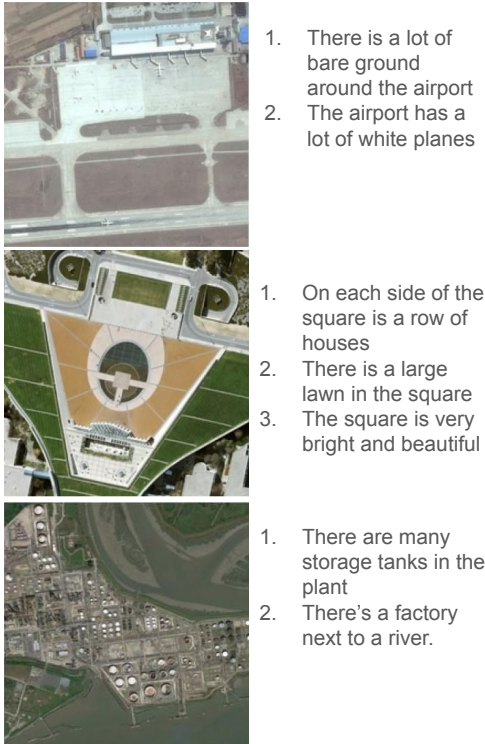 1. There is a lot of
bare ground
around the airport
2. The airport has a
lot of white planes
1. On each side of the
square is a row of
houses
2. There is a large
lawn in the square
3. The square is very
bright and beautiful
1. There are many
storage tanks in the
plant
2. There's a factory
next to a river.